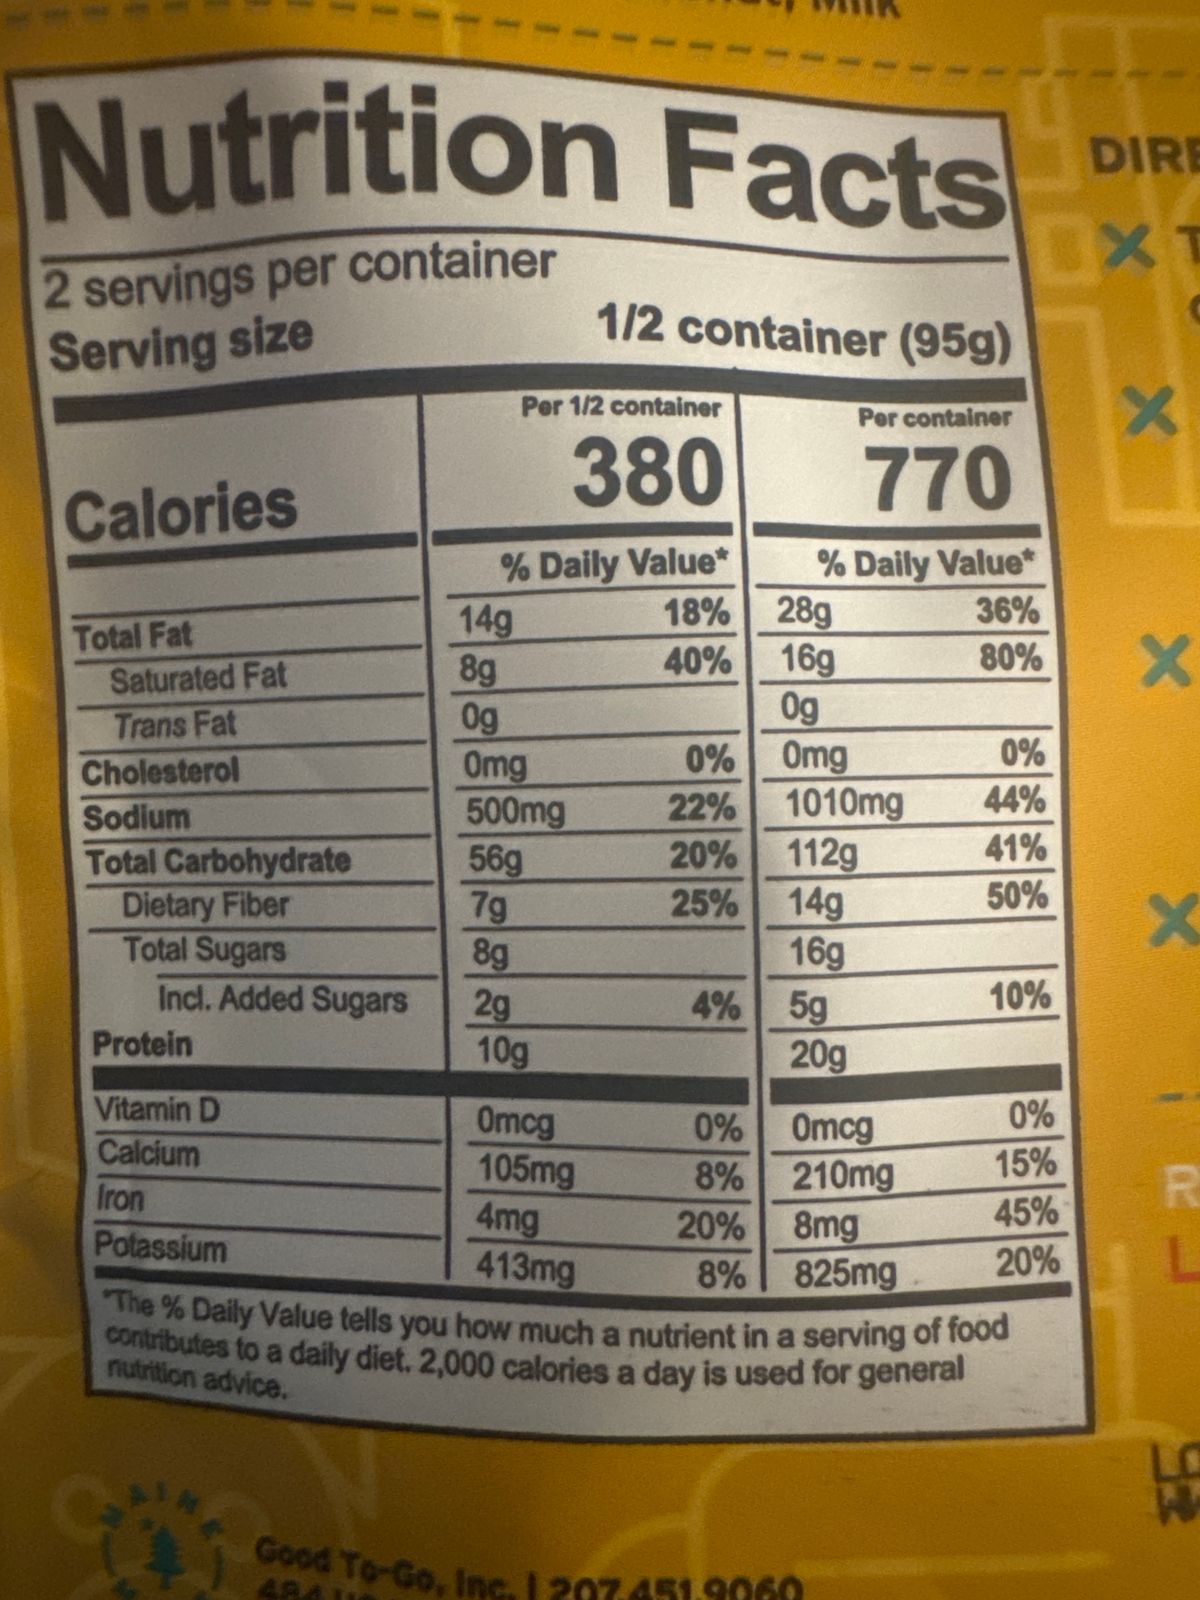 Milk
Nutrition Facts
2 servings per container
Serving size 1/2 container (95g)
Per 1/2 container Per container
Calories 380 770
% Daily Value* % Daily Value*
Total Fat 14g 18% 28g 36%
Saturated Fat 8g 40% 16g 80%
Trans Fat 0g 0g
Cholesterol 0mg 0% 0mg 0%
Sodium 500mg 22% 1010mg 44%
Total Carbohydrate 56g 20% 112g 41%
Dietary Fiber 7g 25% 14g 50%
Total Sugars 8g 16g
Incl. Added Sugars 2g 4% 5g 10%
Protein 10g 20g
Vitamin D 0mcg 0% 0mcg 0%
Calcium 105mg 8% 210mg 15%
Iron 4mg 20% 8mg 45%
Potassium 413mg 8% 825mg 20%
*The % Daily Value tells you how much a nutrient in a serving of food
contributes to a daily diet. 2,000 calories a day is used for general
nutrition advice.
DIRE
MAINE
Good To-Go, Inc. | 207.451.9060